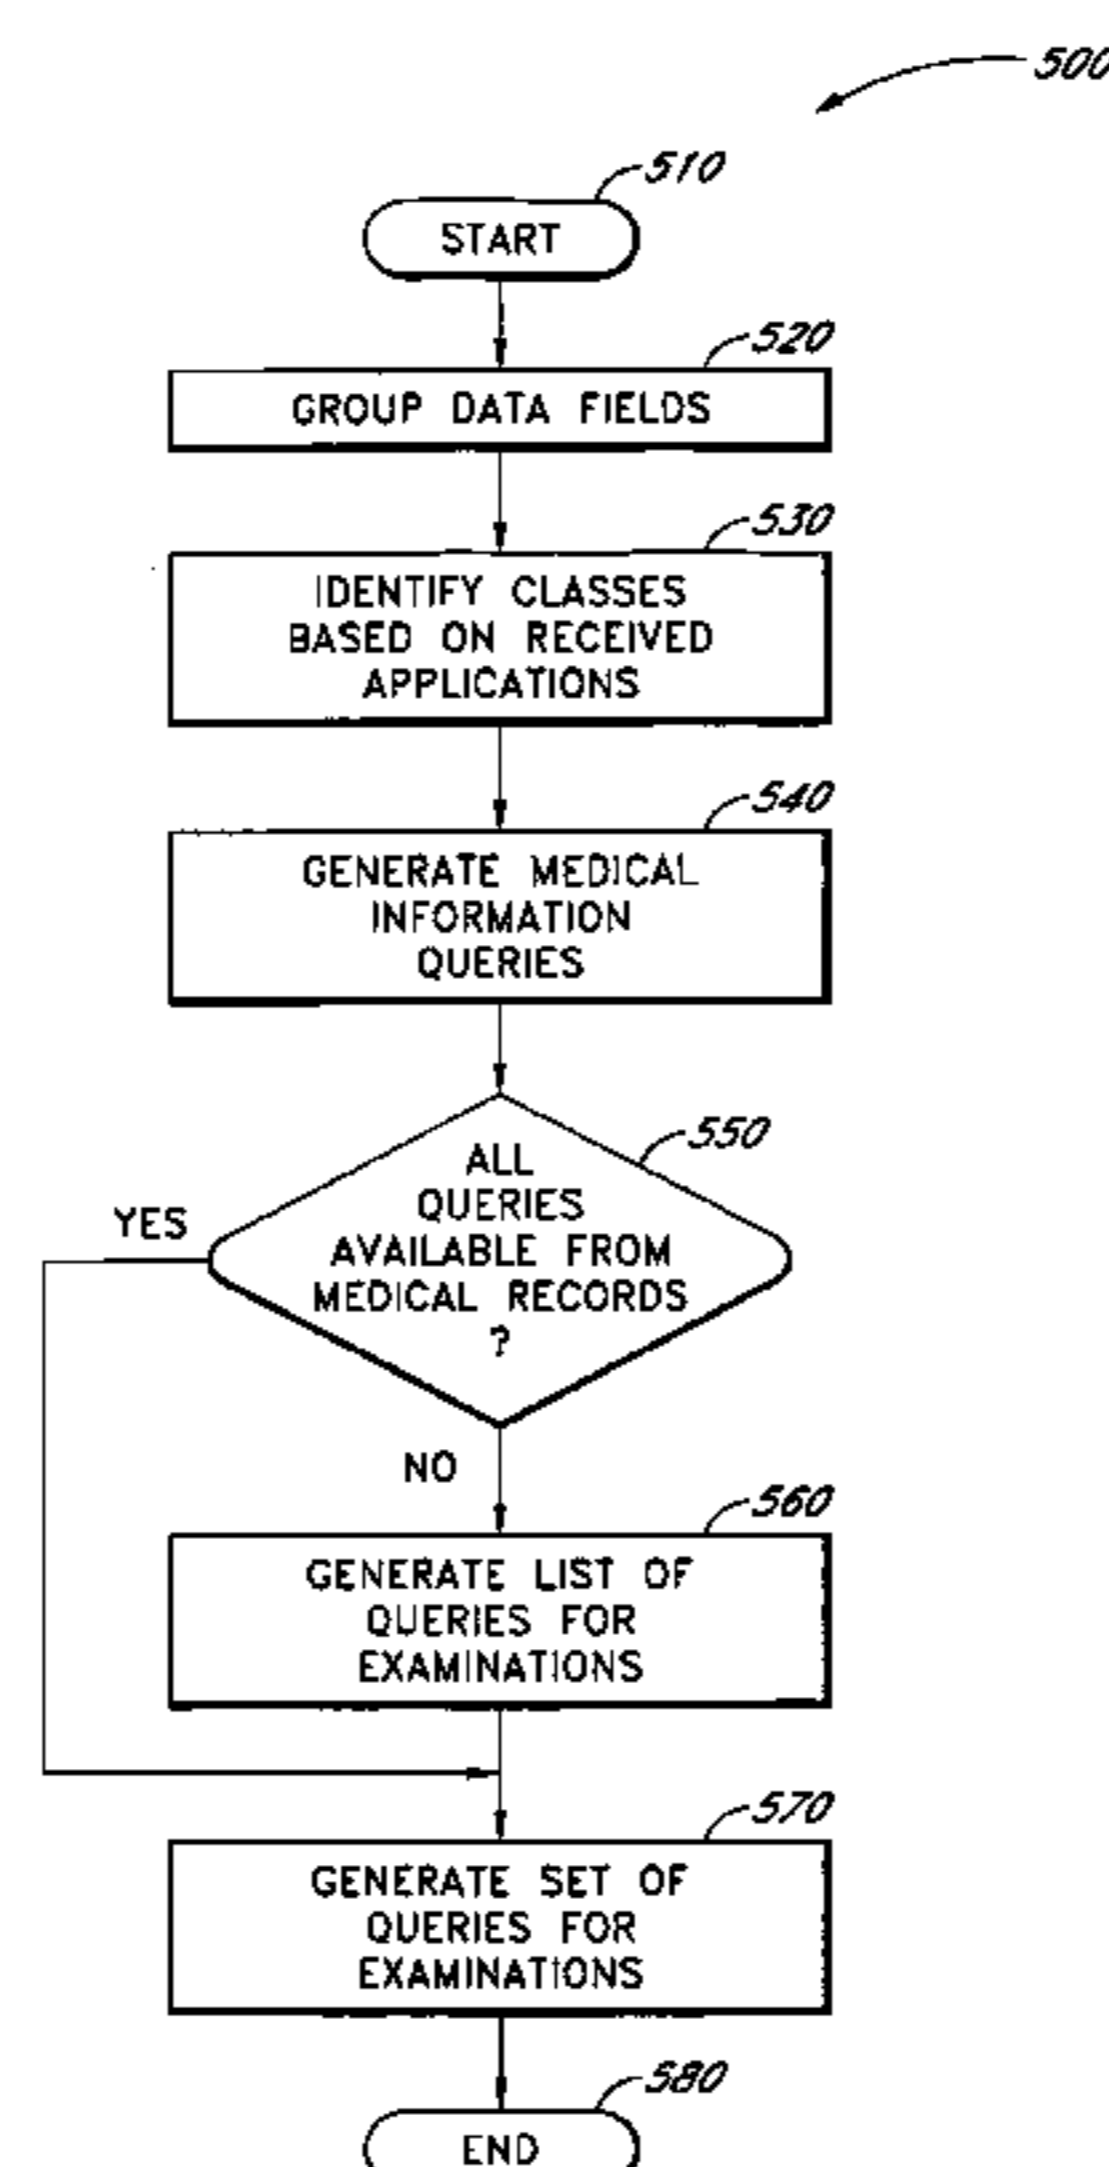 500
510
START
520
GROUP DATA FIELDS
530
IDENTIFY CLASSES
BASED ON RECEIVED
APPLICATIONS
540
GENERATE MEDICAL
INFORMATION
QUERIES
550
ALL
QUERIES
AVAILABLE FROM
MEDICAL RECORDS
?
YES
NO
560
GENERATE LIST OF
QUERIES FOR
EXAMINATIONS
570
GENERATE SET OF
QUERIES FOR
EXAMINATIONS
580
END